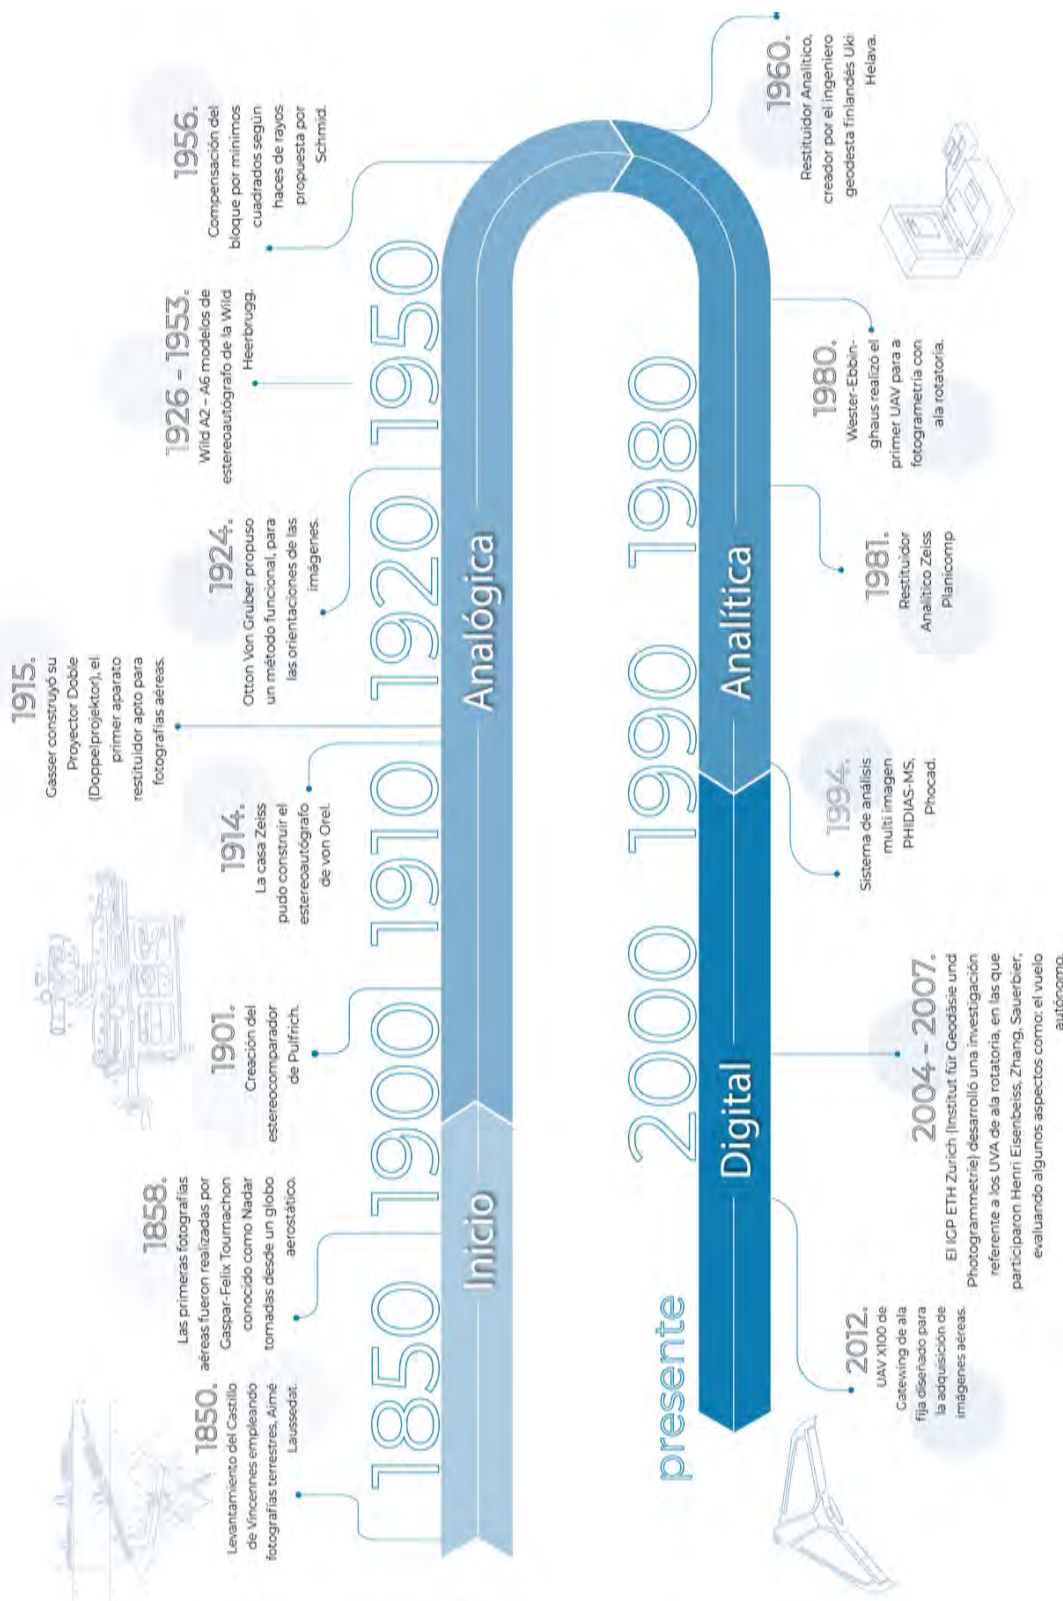 1850.
Levantamiento del Castillo
de Vincennes empleando
fotografías terrestres, Aimé
Laussedat.
1858.
Las primeras fotografías
aéreas fueron realizadas por
Gaspar-Felix Tournachon
conocido como Nadar
tomadas desde un globo
aerostático.
1901.
Creación del
estereocomparador
de Pulfrich.
1914.
La casa Zeiss
pudo construir el
estereoautógrafo
de von Orel.
1915.
Gasser construyó su
Proyector Doble
(Doppelprojektor), el
primer aparato
restituidor apto para
fotografías aéreas.
1924.
Otton Von Gruber propuso
un método funcional, para
las orientaciones de las
imágenes.
1926 – 1953.
Wild A2 – A6 modelos de
estereoautógrafo de la Wild
Heerbrugg.
1956.
Compensación del
bloque por mínimos
cuadrados según
haces de rayos
propuesta por
Schmid.
1850 1900 1910 1920 1950
Inicio
Analógica
1960.
Restituidor Analítico,
creador por el ingeniero
geodesta finlandés Uki
Helava.
presente 2000 1990 1980
Digital
Analítica
2012.
UAV X100 de
Gatewing de ala
fija diseñado para
la adquisición de
imágenes aéreas.
2004 – 2007.
El IGP ETH Zurich (Institut für Geodäsie und
Photogrammetrie) desarrolló una investigación
referente a los UVA de ala rotatoria, en las que
participaron Henri Eisenbeiss, Zhang, Sauerbier,
evaluando algunos aspectos como: el vuelo
autónomo.
1994.
Sistema de análisis
multi imagen
PHIDIAS-MS,
Phocad.
1981.
Restituidor
Analítico Zeiss
Planicomp
1980.
Wester-Ebbin-
ghaus realizó el
primer UAV para a
fotogrametría con
ala rotatoria.